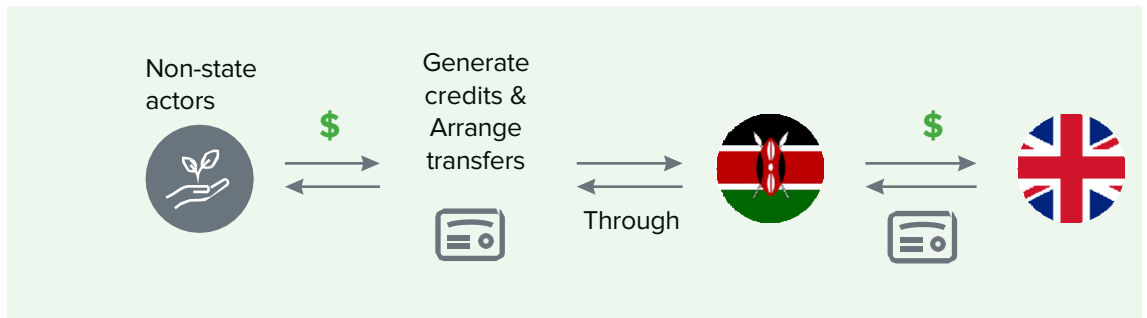 Non-state
actors
$
Generate
credits &
Arrange
transfers
Through
$